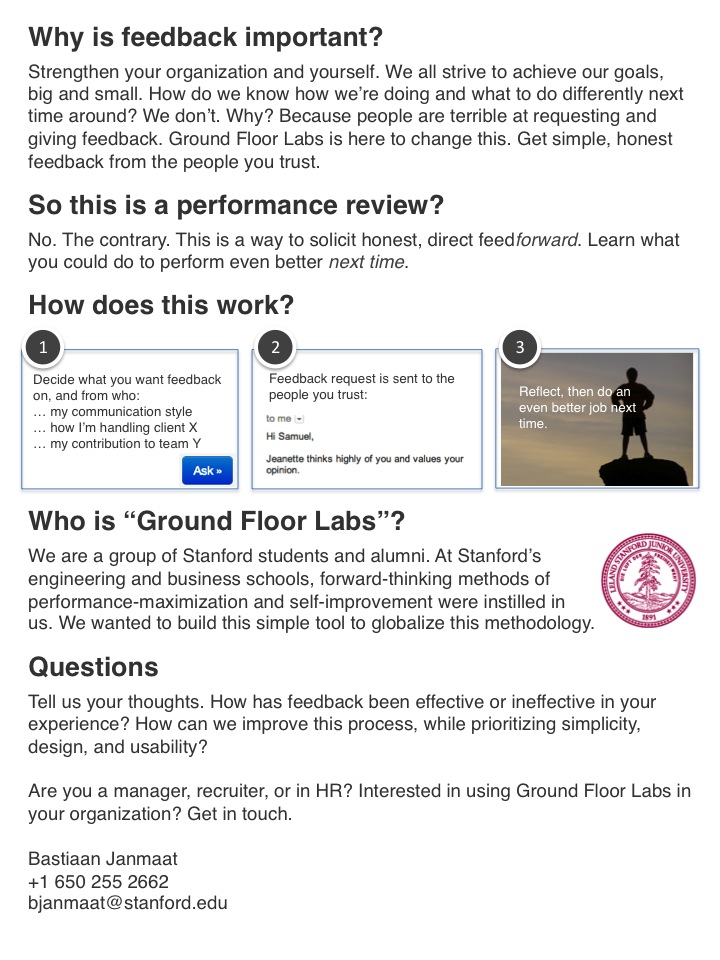 Why is feedback important?
Strengthen your organization and yourself. We all strive to achieve our goals,
big and small. How do we know how we’re doing and what to do differently next
time around? We don’t. Why? Because people are terrible at requesting and
giving feedback. Ground Floor Labs is here to change this. Get simple, honest
feedback from the people you trust.
So this is a performance review?
No. The contrary. This is a way to solicit honest, direct feedforward. Learn what
you could do to perform even better next time.
How does this work?
1
Decide what you want feedback
on, and from who:
… my communication style
… how I’m handling client X
… my contribution to team Y
Ask »
2
Feedback request is sent to the
people you trust:
to me
Hi Samuel,
Jeanette thinks highly of you and values your
opinion.
3
Reflect, then do an
even better job next
time.
Who is “Ground Floor Labs”?
We are a group of Stanford students and alumni. At Stanford’s
engineering and business schools, forward-thinking methods of
performance-maximization and self-improvement were instilled in
us. We wanted to build this simple tool to globalize this methodology.
LELAND STANFORD JUNIOR UNIVERSITY
DIE LUFT DER FREIHEIT WEHT
1891
Questions
Tell us your thoughts. How has feedback been effective or ineffective in your
experience? How can we improve this process, while prioritizing simplicity,
design, and usability?
Are you a manager, recruiter, or in HR? Interested in using Ground Floor Labs in
your organization? Get in touch.
Bastiaan Janmaat
+1 650 255 2662
bjanmaat@stanford.edu